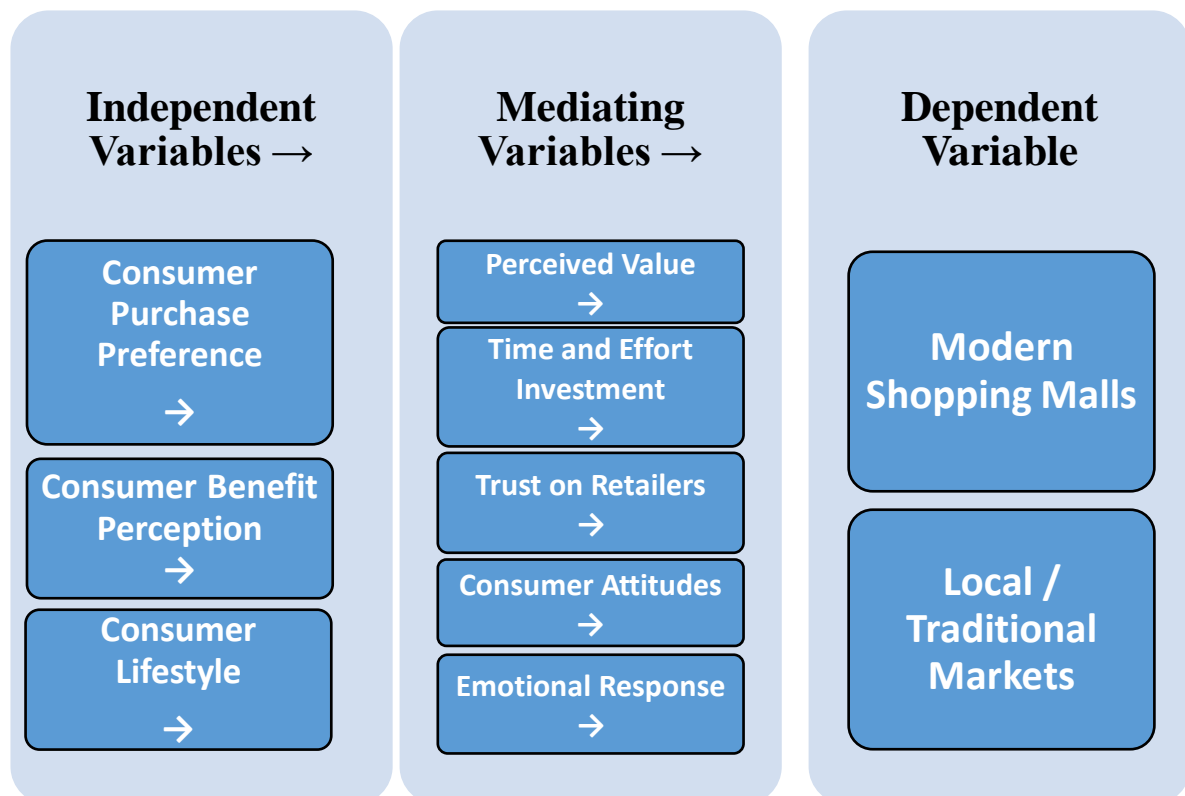 Independent
Variables →
Consumer
Purchase
Preference
→
Consumer Benefit
Perception
→
Consumer
Lifestyle
→
Mediating
Variables →
Perceived Value
→
Time and Effort
Investment
→
Trust on Retailers
→
Consumer Attitudes
→
Emotional Response
→
Dependent
Variable
Modern
Shopping Malls
Local /
Traditional
Markets